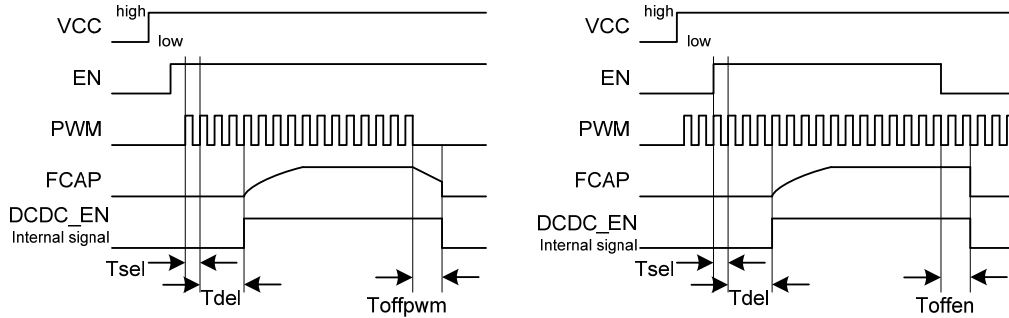 VCC high low
EN
PWM
FCAP
DCDC_EN
Internal signal
Tsel
Tdel
Toffpwm
VCC high low
EN
PWM
FCAP
DCDC_EN
Internal signal
Tsel
Tdel
Toffen